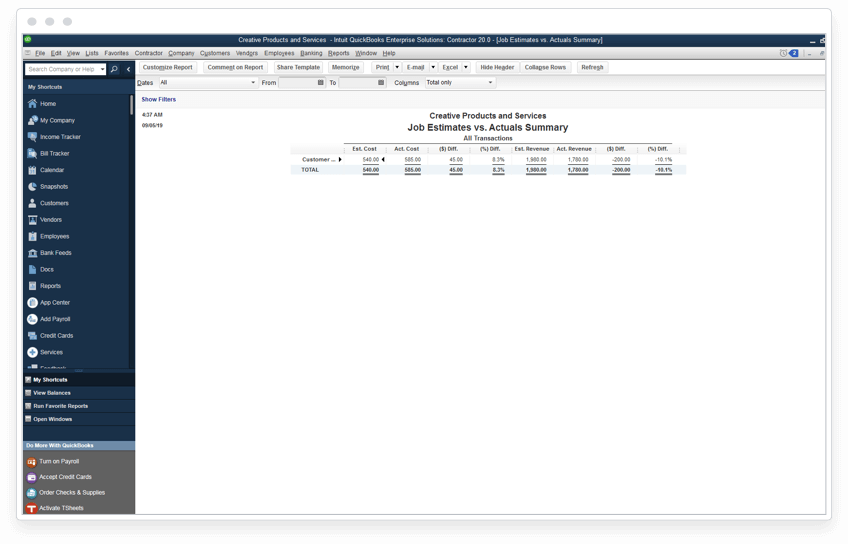 Creative Products and Services - Intuit QuickBooks Enterprise Solutions: Contractor 20.0 - [Job Estimates vs. Actuals Summary]
File Edit View Lists Favorites Contractor Company Customers Vendors Employees Banking Reports Window Help 2
Search Company or Help
Customize Report Comment on Report Share Template Memorize Print E-mail Excel Hide Header Collapse Rows Refresh
Dates All From To Columns Total only
Show Filters
My Shortcuts
Home
My Company
Income Tracker
Bill Tracker
Calendar
Snapshots
Customers
Vendors
Employees
Bank Feeds
Docs
Reports
App Center
Add Payroll
Credit Cards
Services
Feedback
My Shortcuts
View Balances
Run Favorite Reports
Open Windows
Do More With QuickBooks
Turn on Payroll
Accept Credit Cards
Order Checks & Supplies
Activate TSheets
4:37 AM
09/05/19
Creative Products and Services
Job Estimates vs. Actuals Summary
All Transactions
Est. Cost Act. Cost ($) Diff. (%) Diff. Est. Revenue Act. Revenue ($) Diff. (%) Diff.
Customer ... 540.00 585.00 45.00 8.3% 1,980.00 1,780.00 -200.00 -10.1%
TOTAL 540.00 585.00 45.00 8.3% 1,980.00 1,780.00 -200.00 -10.1%